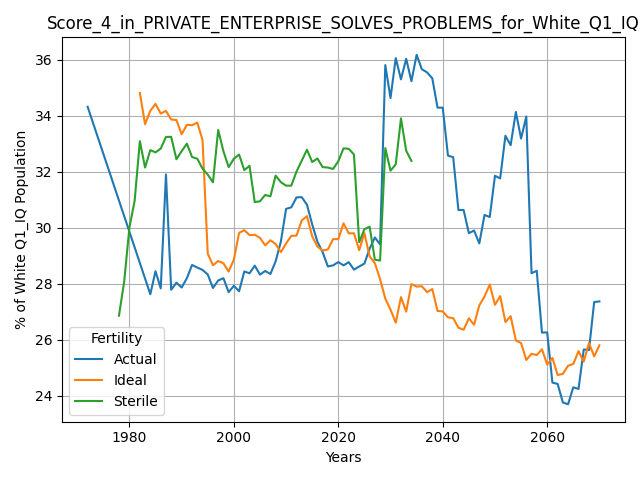 Score_4_in_PRIVATE_ENTERPRISE_SOLVES_PROBLEMS_for_White_Q1_IQ
% of White Q1_IQ Population
36
34
32
30
28
26
24
Fertility
Actual
Ideal
Sterile
1980
2000
2020
2040
2060
Years